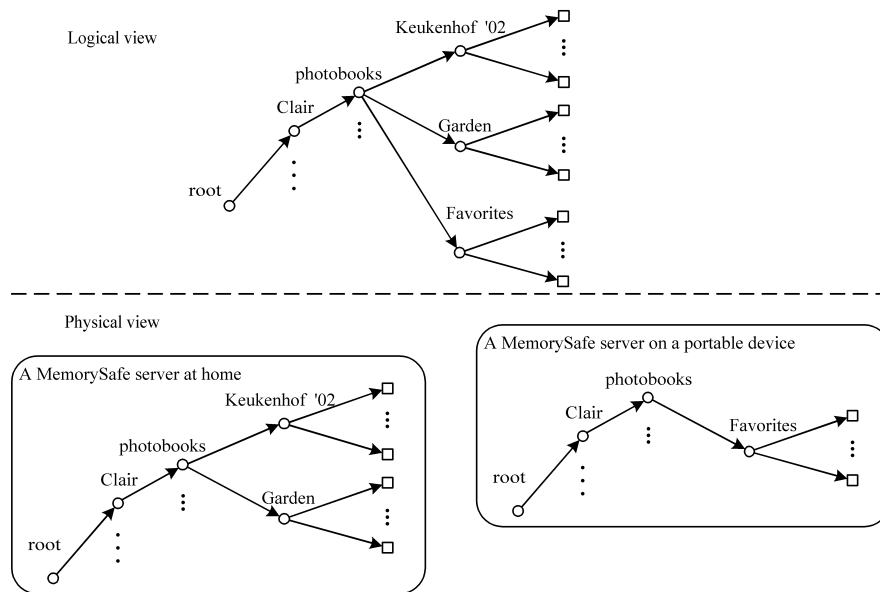 Logical view
Keukenhof '02
photobooks
Clair
Garden
root
Favorites
Physical view
A MemorySafe server at home
Keukenhof '02
photobooks
Clair
Garden
root
A MemorySafe server on a portable device
photobooks
Clair
Favorites
root